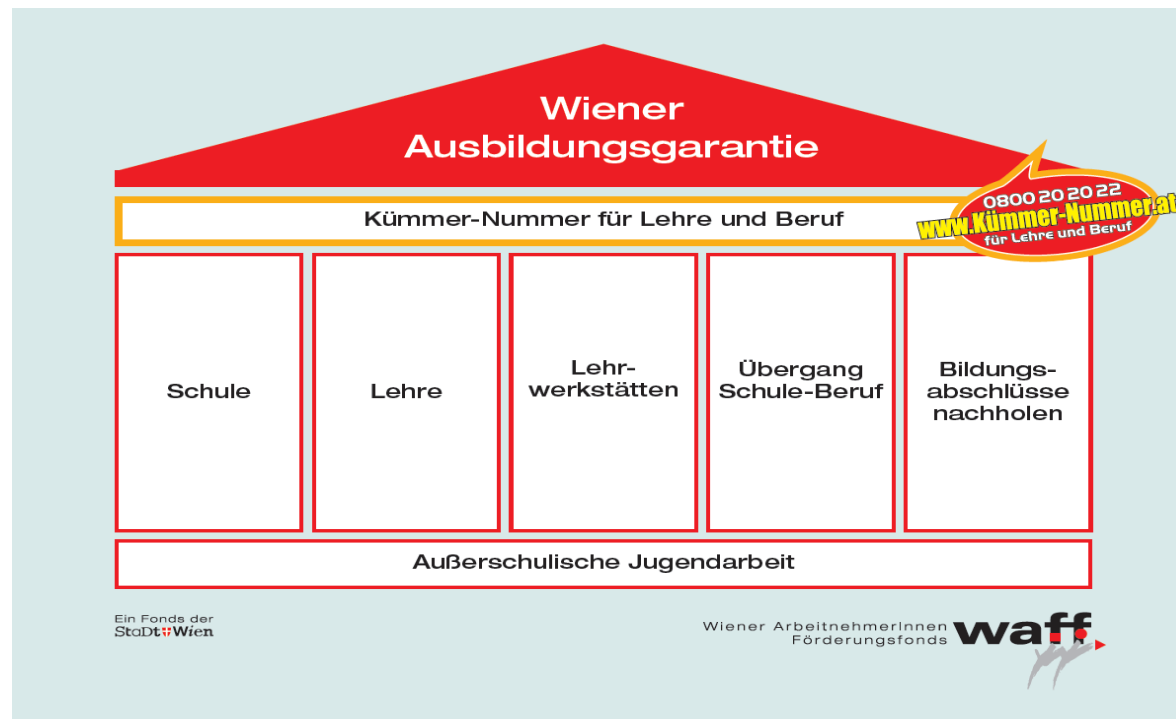 Wiener
Ausbildungsgarantie
Kümmer-Nummer für Lehre und Beruf
0800 20 20 22
www.Kümmer-Nummer.at
für Lehre und Beruf
Schule
Lehre
Lehr-
werkstätten
Übergang
Schule-Beruf
Bildungs-
abschlüsse
nachholen
Außerschulische Jugendarbeit
Ein Fonds der
StaDt Wien
Wiener ArbeitnehmerInnen
Förderungsfonds
waff